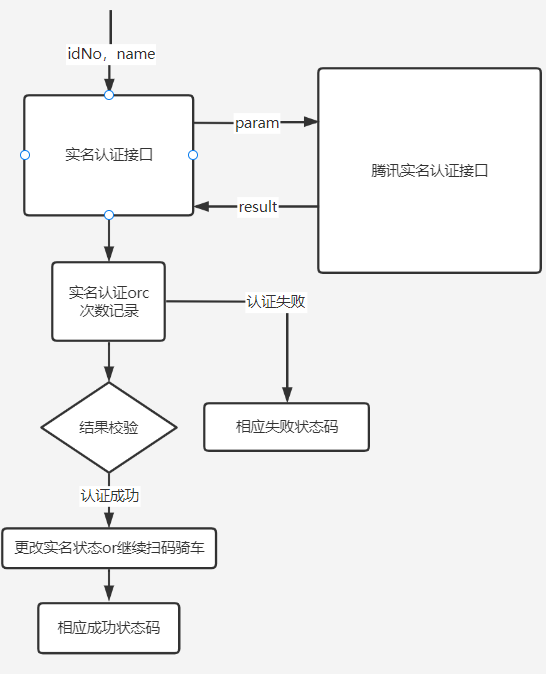 idNo，name
实名认证接口
param
腾讯实名认证接口
result
实名认证orc
次数记录
认证失败
结果校验
相应失败状态码
认证成功
更改实名状态or继续扫码骑车
相应成功状态码